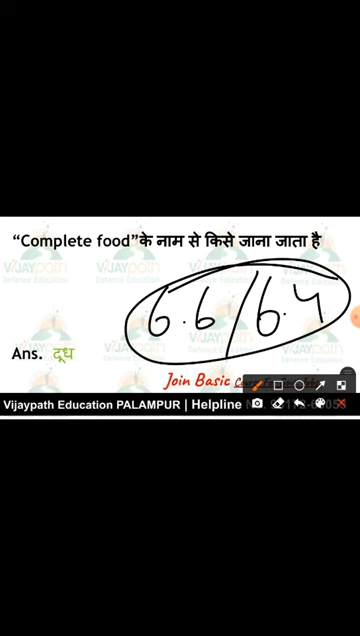 “Complete food”के नाम से किसे जाना जाता है
6.6/6.4
Ans. दूध
Join Basic
Vijaypath Education PALAMPUR | Helpline